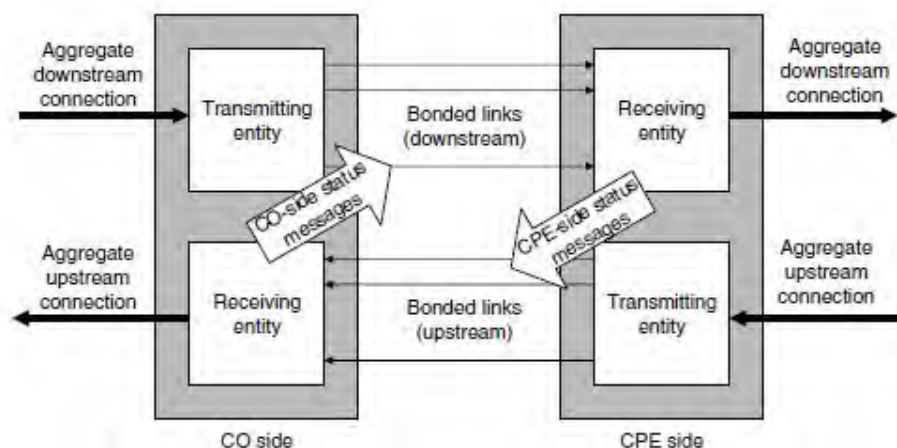 Aggregate
downstream
connection
Transmitting
entity
Bonded links
(downstream)
Receiving
entity
Aggregate
downstream
connection
CO-side status
messages
CPE-side status
messages
Aggregate
upstream
connection
Receiving
entity
Bonded links
(upstream)
Transmitting
entity
Aggregate
upstream
connection
CO side
CPE side